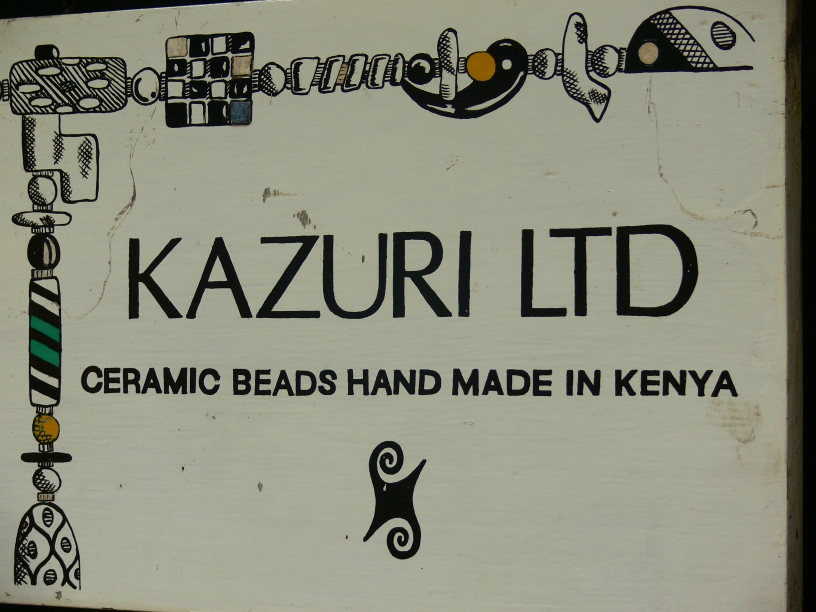 KAZURI LTD
CERAMIC BEADS HAND MADE IN KENYA